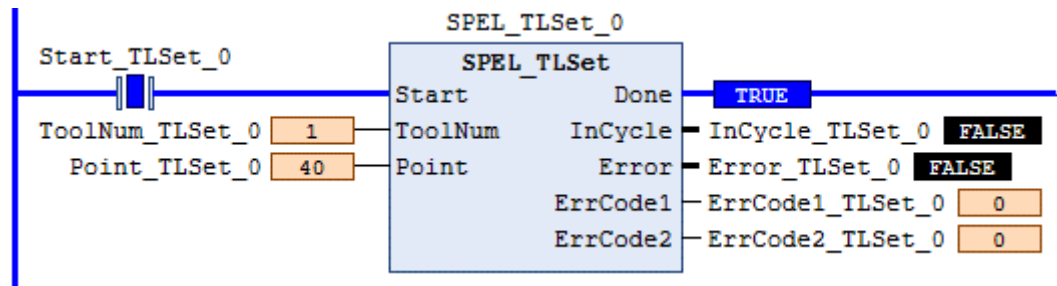 SPEL_TLSet_0
Start_TLSet_0
SPEL_TLSet
Start Done TRUE
ToolNum_TLSet_0 1 ToolNum InCycle InCycle_TLSet_0 FALSE
Point_TLSet_0 40 Point Error Error_TLSet_0 FALSE
ErrCode1 ErrCode1_TLSet_0 0
ErrCode2 ErrCode2_TLSet_0 0